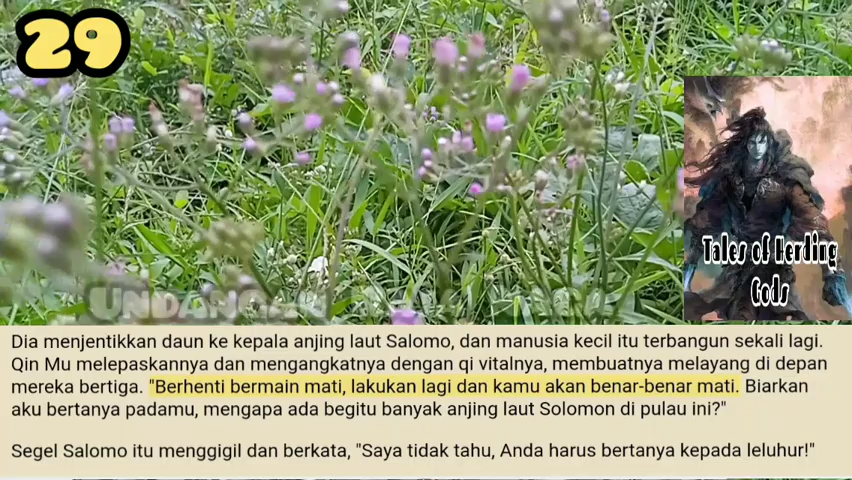 29
Tales of Herding
Gods
UNDANGAN
Dia menjentikkan daun ke kepala anjing laut Salomo, dan manusia kecil itu terbangun sekali lagi.
Qin Mu melepaskannya dan mengangkatnya dengan qi vitalnya, membuatnya melayang di depan
mereka bertiga. "Berhenti bermain mati, lakukan lagi dan kamu akan benar-benar mati. Biarkan
aku bertanya padamu, mengapa ada begitu banyak anjing laut Solomon di pulau ini?"
Segel Salomo itu menggigil dan berkata, "Saya tidak tahu, Anda harus bertanya kepada leluhur!"